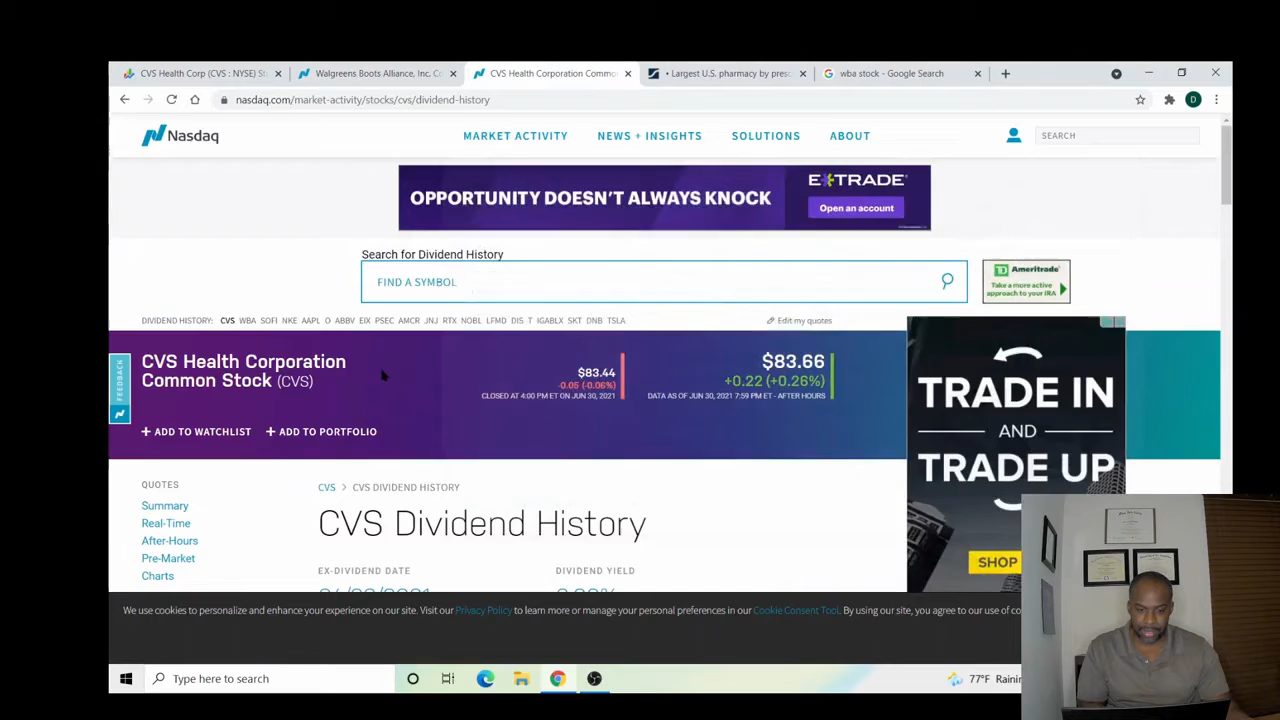 CVS Health Corp (CVS : NYSE) St
Walgreens Boots Alliance, Inc. Co
CVS Health Corporation Commo
• Largest U.S. pharmacy by presc
wba stock - Google Search
nasdaq.com/market-activity/stocks/cvs/dividend-history
D
Nasdaq
MARKET ACTIVITY
NEWS + INSIGHTS
SOLUTIONS
ABOUT
SEARCH
OPPORTUNITY DOESN'T ALWAYS KNOCK
E*TRADE
Open an account
Search for Dividend History
FIND A SYMBOL
TD Ameritrade
Take a more active
approach to your IRA
DIVIDEND HISTORY: CVS WBA SOFI NKE AAPL O ABBV EIX PSEC AMCR JNJ RTX NOBL LFMD DIS T IGABLX SKT DNB TSLA
Edit my quotes
FEEDBACK
CVS Health Corporation
Common Stock (CVS)
$83.44
-0.05 (-0.06%)
CLOSED AT 4:00 PM ET ON JUN 30, 2021
$83.66
+0.22 (+0.26%)
DATA AS OF JUN 30, 2021 7:59 PM ET - AFTER HOURS
+ ADD TO WATCHLIST
+ ADD TO PORTFOLIO
TRADE IN
AND
TRADE UP
SHOP
QUOTES
Summary
Real-Time
After-Hours
Pre-Market
Charts
CVS > CVS DIVIDEND HISTORY
CVS Dividend History
EX-DIVIDEND DATE
DIVIDEND YIELD
We use cookies to personalize and enhance your experience on our site. Visit our Privacy Policy to learn more or manage your personal preferences in our Cookie Consent Tool. By using our site, you agree to our use of co
Type here to search
77°F Rainin